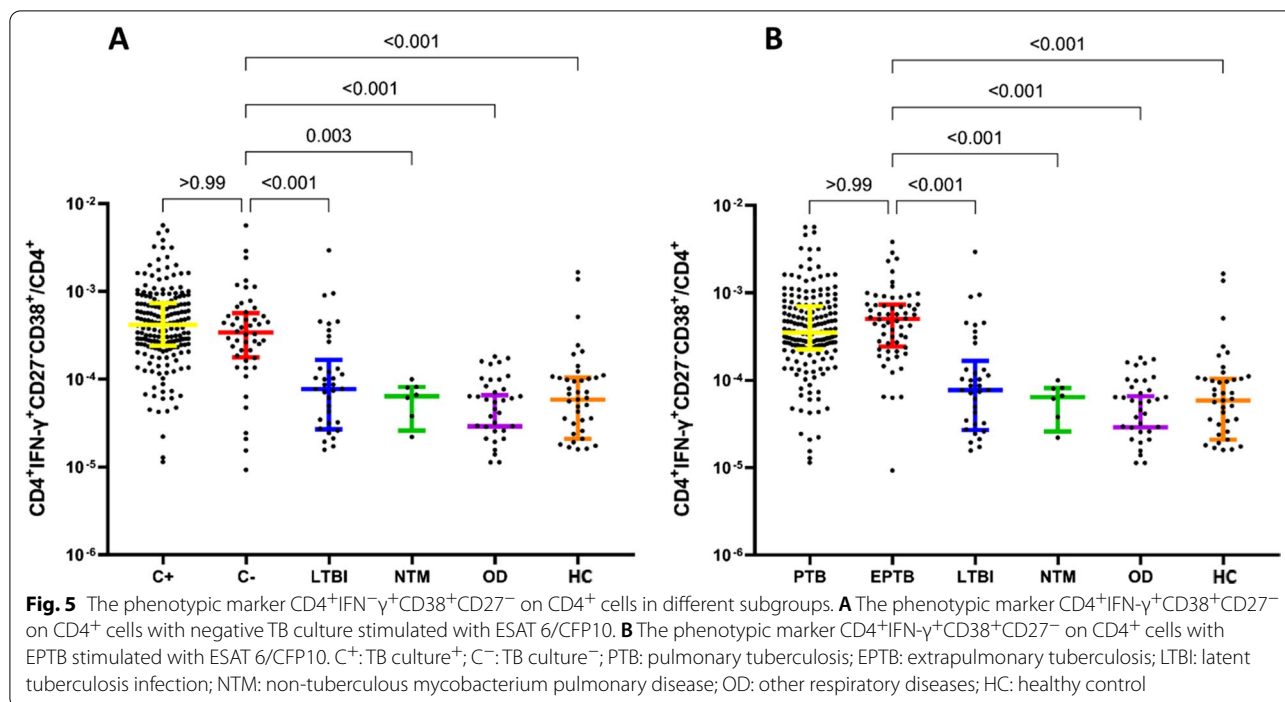 A
<0.001
<0.001
0.003
>0.99
<0.001
CD4⁺IFN-γ⁺CD27⁻CD38⁺/CD4⁺
10⁻²
10⁻³
10⁻⁴
10⁻⁵
10⁻⁶
C+
C-
LTBI
NTM
OD
HC
B
<0.001
<0.001
<0.001
>0.99
<0.001
CD4⁺IFN-γ⁺CD27⁻CD38⁺/CD4⁺
10⁻²
10⁻³
10⁻⁴
10⁻⁵
10⁻⁶
PTB
EPTB
LTBI
NTM
OD
HC
Fig. 5 The phenotypic marker CD4⁺IFN⁻γ⁺CD38⁺CD27⁻ on CD4⁺ cells in different subgroups. A The phenotypic marker CD4⁺IFN-γ⁺CD38⁺CD27⁻
on CD4⁺ cells with negative TB culture stimulated with ESAT 6/CFP10. B The phenotypic marker CD4⁺IFN-γ⁺CD38⁺CD27⁻ on CD4⁺ cells with
EPTB stimulated with ESAT 6/CFP10. C⁺: TB culture⁺; C⁻: TB culture⁻; PTB: pulmonary tuberculosis; EPTB: extrapulmonary tuberculosis; LTBI: latent
tuberculosis infection; NTM: non-tuberculous mycobacterium pulmonary disease; OD: other respiratory diseases; HC: healthy control